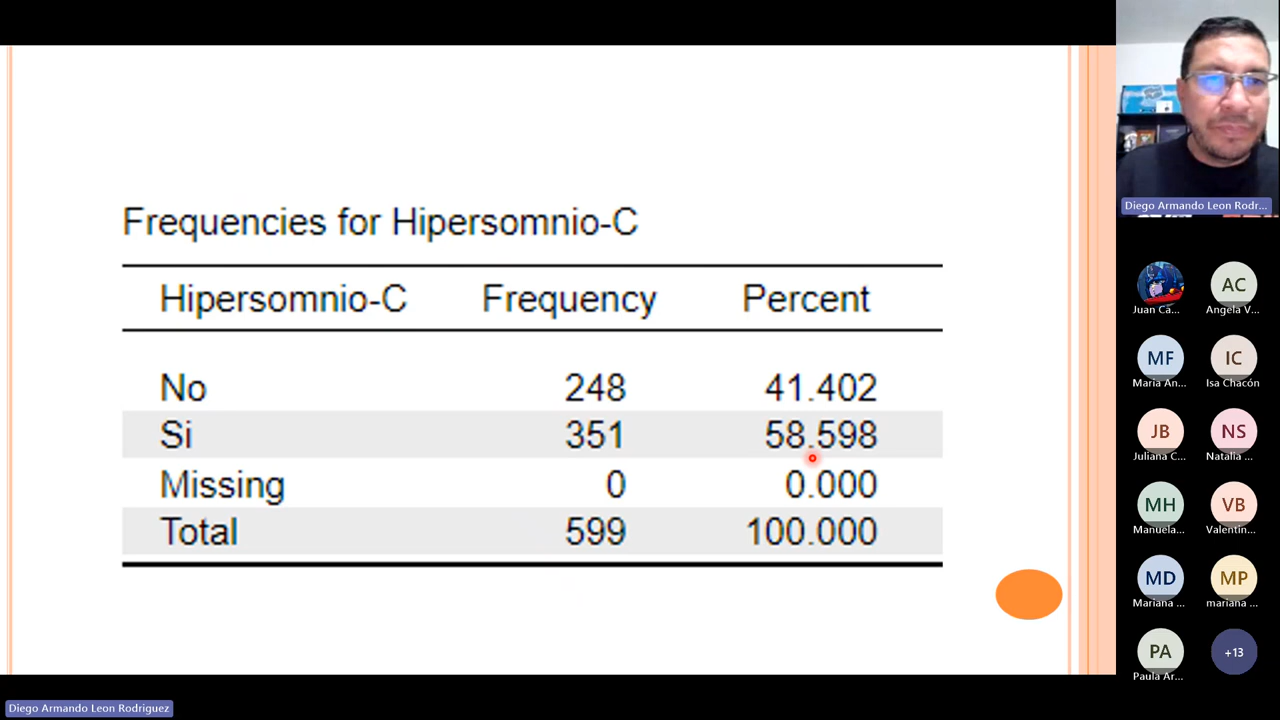 Frequencies for Hipersomnio-C
Hipersomnio-C Frequency Percent
No 248 41.402
Si 351 58.598
Missing 0 0.000
Total 599 100.000
Diego Armando Leon Rodr...
Juan Ca...
AC
Angela V...
MF
Maria An...
IC
Isa Chacón
JB
Juliana C...
NS
Natalia ...
MH
Manuela...
VB
Valentin...
MD
Mariana ...
MP
mariana ...
PA
Paula Ar...
+13
Diego Armando Leon Rodriguez